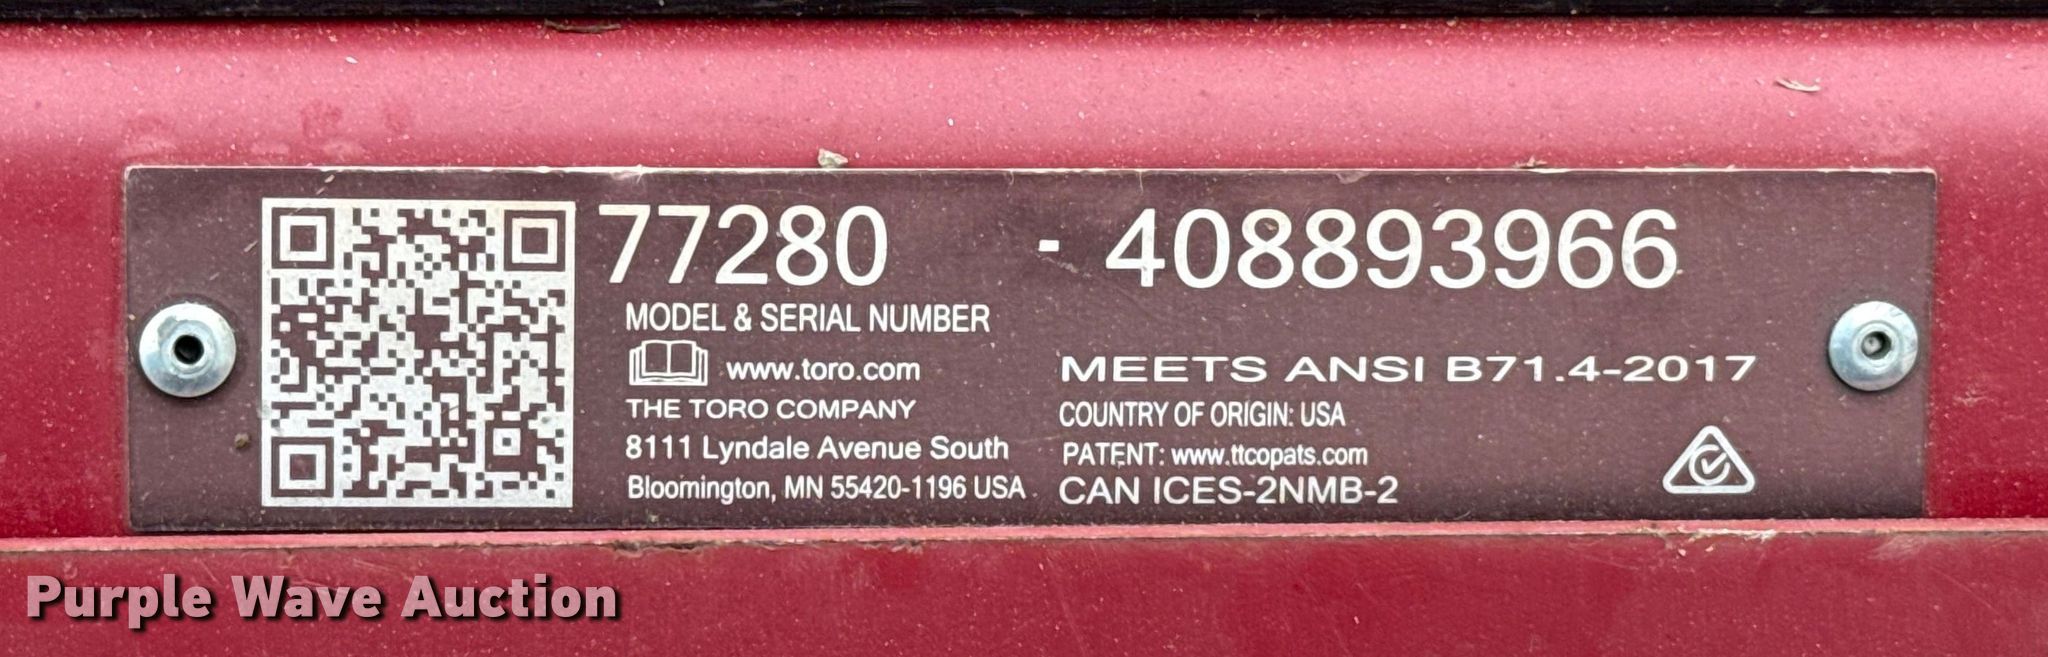 77280 - 408893966
MODEL & SERIAL NUMBER
www.toro.com
THE TORO COMPANY
8111 Lyndale Avenue South
Bloomington, MN 55420-1196 USA
MEETS ANSI B71.4-2017
COUNTRY OF ORIGIN: USA
PATENT: www.ttcopats.com
CAN ICES-2NMB-2
Purple Wave Auction